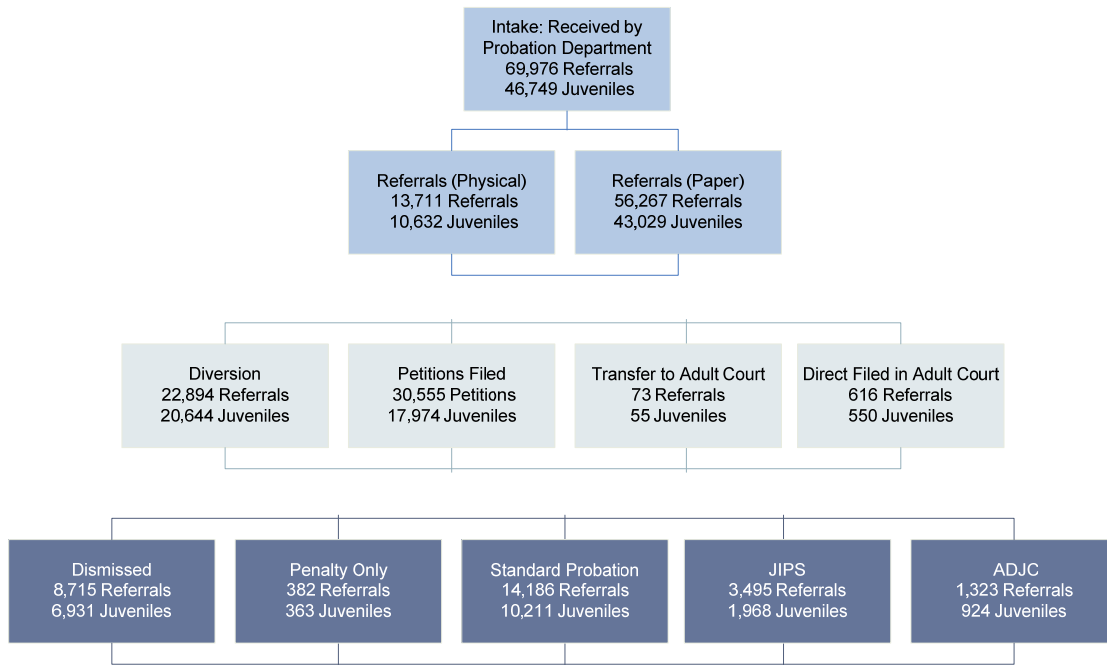 Intake: Received by
Probation Department
69,976 Referrals
46,749 Juveniles
Referrals (Physical)
13,711 Referrals
10,632 Juveniles
Referrals (Paper)
56,267 Referrals
43,029 Juveniles
Diversion
22,894 Referrals
20,644 Juveniles
Petitions Filed
30,555 Petitions
17,974 Juveniles
Transfer to Adult Court
73 Referrals
55 Juveniles
Direct Filed in Adult Court
616 Referrals
550 Juveniles
Dismissed
8,715 Referrals
6,931 Juveniles
Penalty Only
382 Referrals
363 Juveniles
Standard Probation
14,186 Referrals
10,211 Juveniles
JIPS
3,495 Referrals
1,968 Juveniles
ADJC
1,323 Referrals
924 Juveniles